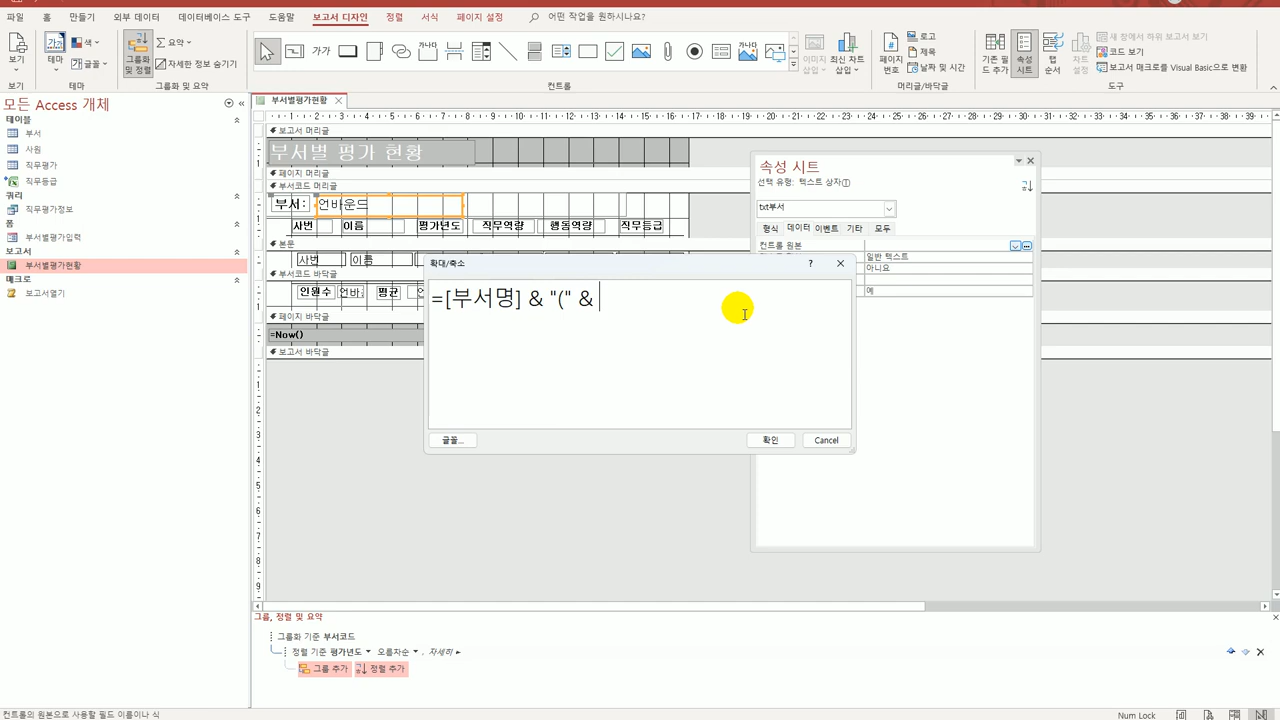 파일 홈 만들기 외부 데이터 데이터베이스 도구 도움말 보고서 디자인 정렬 서식 페이지 설정 어떤 작업을 원하시나요?
보기 테마 색 글꼴 그룹화 및 정렬 요약 자세한 정보 숨기기 가가 가나다 가나다 이미지 삽입 최신 차트 삽입 페이지 번호 로고 제목 날짜 및 시간 기존 필드 추가 속성 시트 탭 순서 차트 설정 새 창에서 하위 보고서 보기 코드 보기 보고서 매크로를 Visual Basic으로 변환
보기 테마 그룹화 및 요약 컨트롤 머리글/바닥글 도구
모든 Access 개체
테이블
부서
사원
직무평가
직무등급
쿼리
직무평가정보
폼
부서별평가입력
보고서
부서별평가현황
매크로
보고서열기
부서별평가현황
보고서 머리글
부서별 평가 현황
페이지 머리글
부서코드 머리글
부서: 언바운드
사번 이름 평가년도 직무역량 행동역량 직무등급
본문
사번 이름
부서코드 바닥글
인원수 언바 평균
페이지 바닥글
=Now()
보고서 바닥글
속성 시트
선택 유형: 텍스트 상자(T)
txt부서
형식 데이터 이벤트 기타 모두
컨트롤 원본
일반 텍스트
아니요
예
확대/축소
=[부서명] & "(" &
글꼴... 확인 Cancel
그룹, 정렬 및 요약
그룹화 기준 부서코드
정렬 기준 평가년도 오름차순 , 자세히
그룹 추가 정렬 추가
컨트롤의 원본으로 사용할 필드 이름이나 식
Num Lock